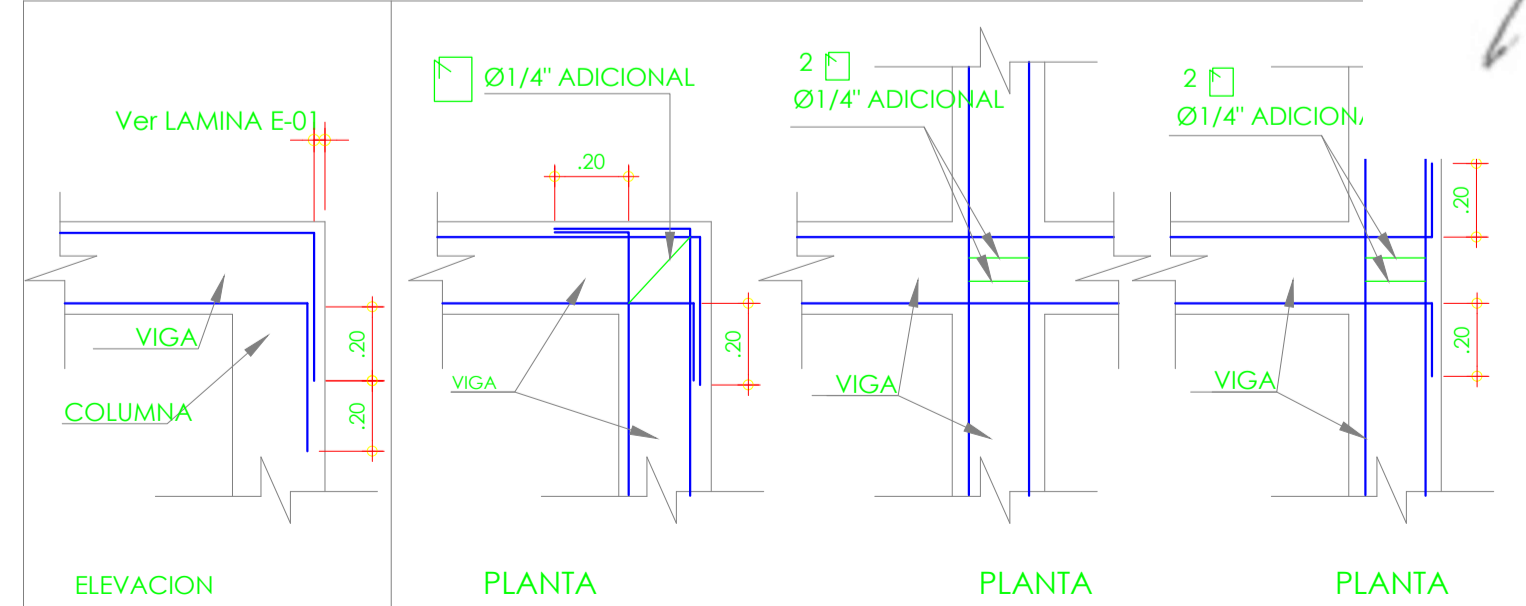 Ver LAMINA E-01
VIGA
COLUMNA
.20
.20
ELEVACION
Ø1/4" ADICIONAL
.20
.20
VIGA
PLANTA
2
Ø1/4" ADICIONAL
VIGA
PLANTA
2
Ø1/4" ADICION
.20
.20
VIGA
PLANTA